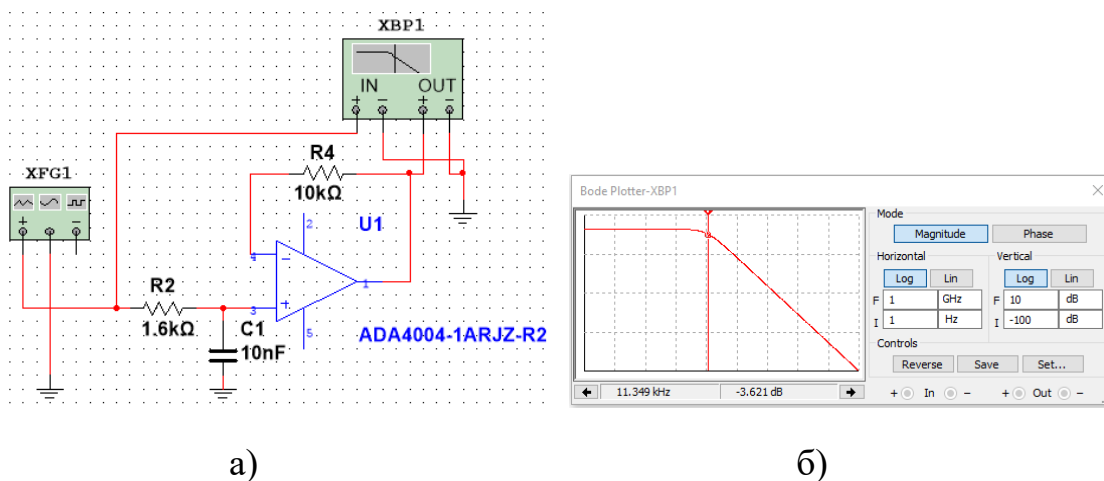 XBP1
IN OUT
+ − + −
R4
10kΩ
XFG1
+ −
U1
2
4
−
1
+
3
5
R2
1.6kΩ
C1
10nF
ADA4004-1ARJZ-R2
Bode Plotter-XBP1
Mode
Magnitude Phase
Horizontal Vertical
Log Lin Log Lin
F 1 GHz F 10 dB
I 1 Hz I -100 dB
Controls
Reverse Save Set...
11.349 kHz -3.621 dB
+ In − + Out −
а) б)